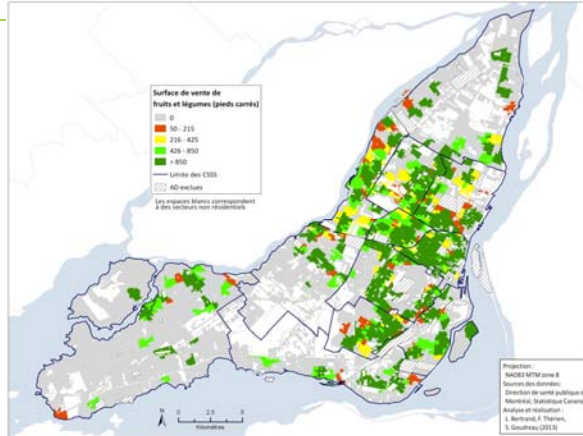 Surface de vente de
fruits et légumes (pieds carrés)
0
50 - 215
216 - 425
426 - 850
> 850
Limite des CSSS
AD exclues
Les espaces blancs correspondent
à des secteurs non résidentiels
N
0 2,5 5
Kilomètres
Projection :
NAD83 MTM zone 8
Sources des données:
Direction de santé publique de
Montréal, Statistique Canada
Analyse et réalisation :
L. Bertrand, F. Thérien,
S. Goudreau (2013)